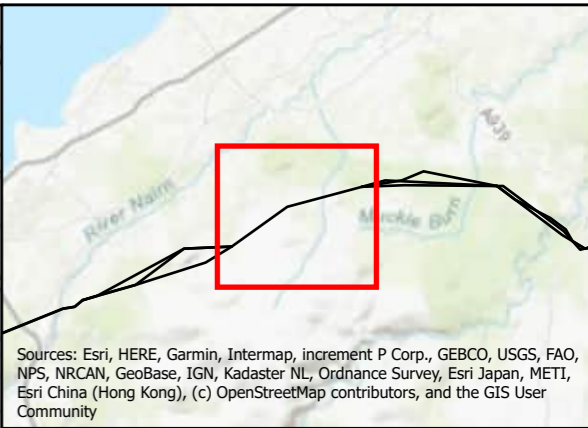 A939
River Nairn
Muckle Burn
Sources: Esri, HERE, Garmin, Intermap, increment P Corp., GEBCO, USGS, FAO,
NPS, NRCAN, GeoBase, IGN, Kadaster NL, Ordnance Survey, Esri Japan, METI,
Esri China (Hong Kong), (c) OpenStreetMap contributors, and the GIS User
Community